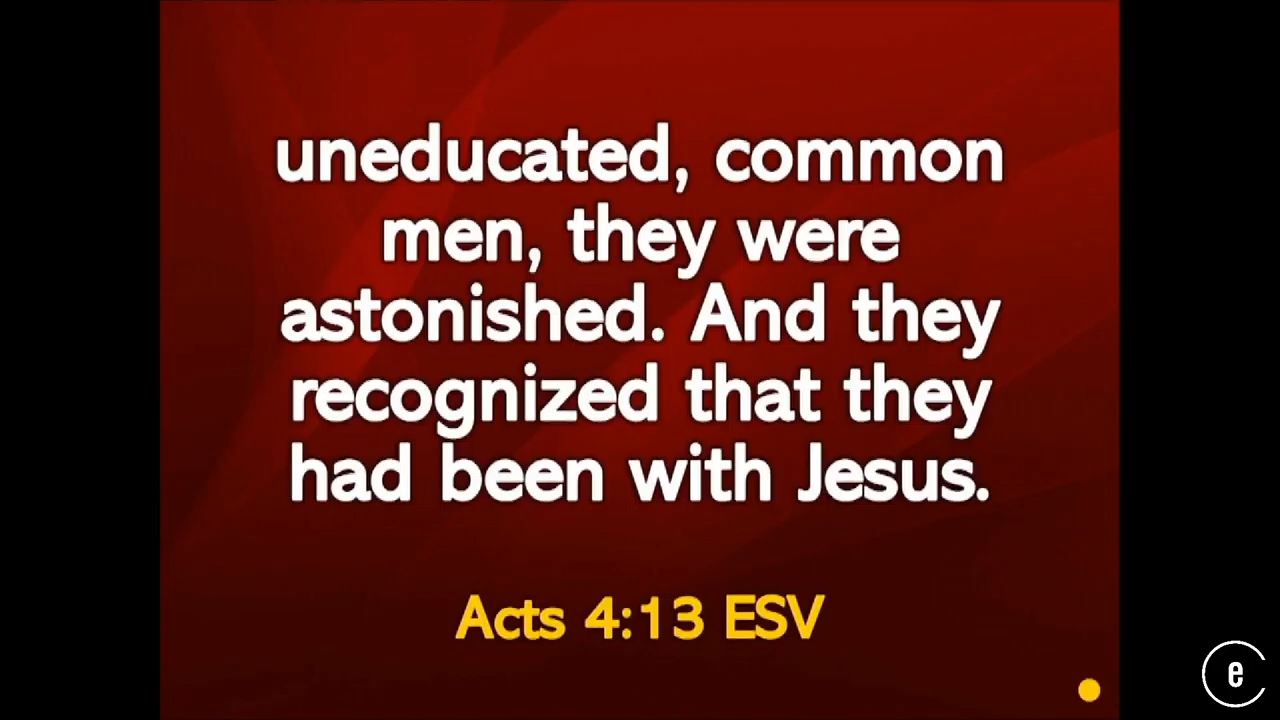 uneducated, common
men, they were
astonished. And they
recognized that they
had been with Jesus.
Acts 4:13 ESV
e